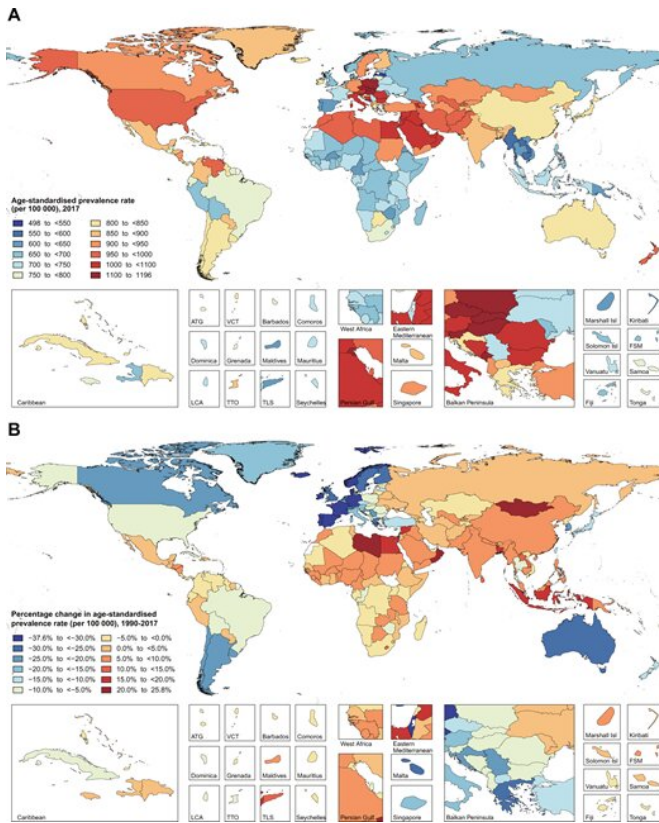 A
Age-standardised prevalence rate
(per 100 000), 2017
498 to <550
550 to <600
600 to <650
650 to <700
700 to <750
750 to <800
800 to <850
850 to <900
900 to <950
950 to <1000
1000 to <1100
1100 to 1196
Caribbean
ATG
VCT
Barbados
Comoros
Dominica
Grenada
Maldives
Mauritius
LCA
TTO
TLS
Seychelles
West Africa
Eastern
Mediterranean
Persian Gulf
Malta
Singapore
Balkan Peninsula
Marshall Isl
Kiribati
Solomon Isl
FSM
Vanuatu
Samoa
Fiji
Tonga
B
Percentage change in age-standardised
prevalence rate (per 100 000), 1990-2017
−37.6% to <−30.0%
−30.0% to <−25.0%
−25.0% to <−20.0%
−20.0% to <−15.0%
−15.0% to <−10.0%
−10.0% to <−5.0%
−5.0% to <0.0%
0.0% to <5.0%
5.0% to <10.0%
10.0% to <15.0%
15.0% to <20.0%
20.0% to 25.8%
Caribbean
ATG
VCT
Barbados
Comoros
Dominica
Grenada
Maldives
Mauritius
LCA
TTO
TLS
Seychelles
West Africa
Eastern
Mediterranean
Persian Gulf
Malta
Singapore
Balkan Peninsula
Marshall Isl
Kiribati
Solomon Isl
FSM
Vanuatu
Samoa
Fiji
Tonga